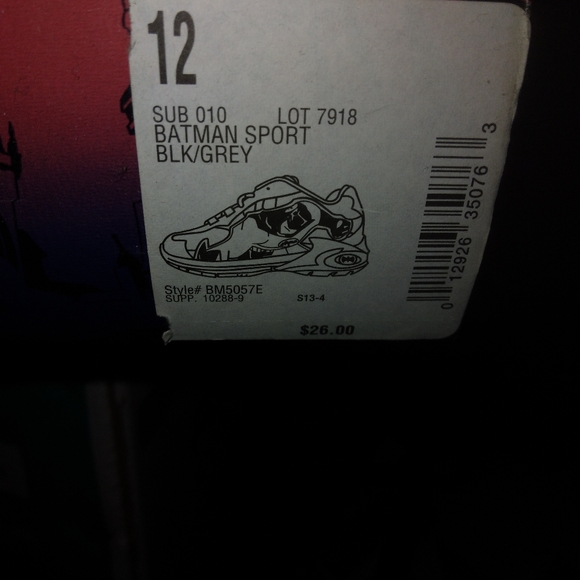 12
SUB 010 LOT 7918
BATMAN SPORT
BLK/GREY
Style# BM5057E
SUPP. 10288-9 S13-4
$26.00
0 12926 35076 3